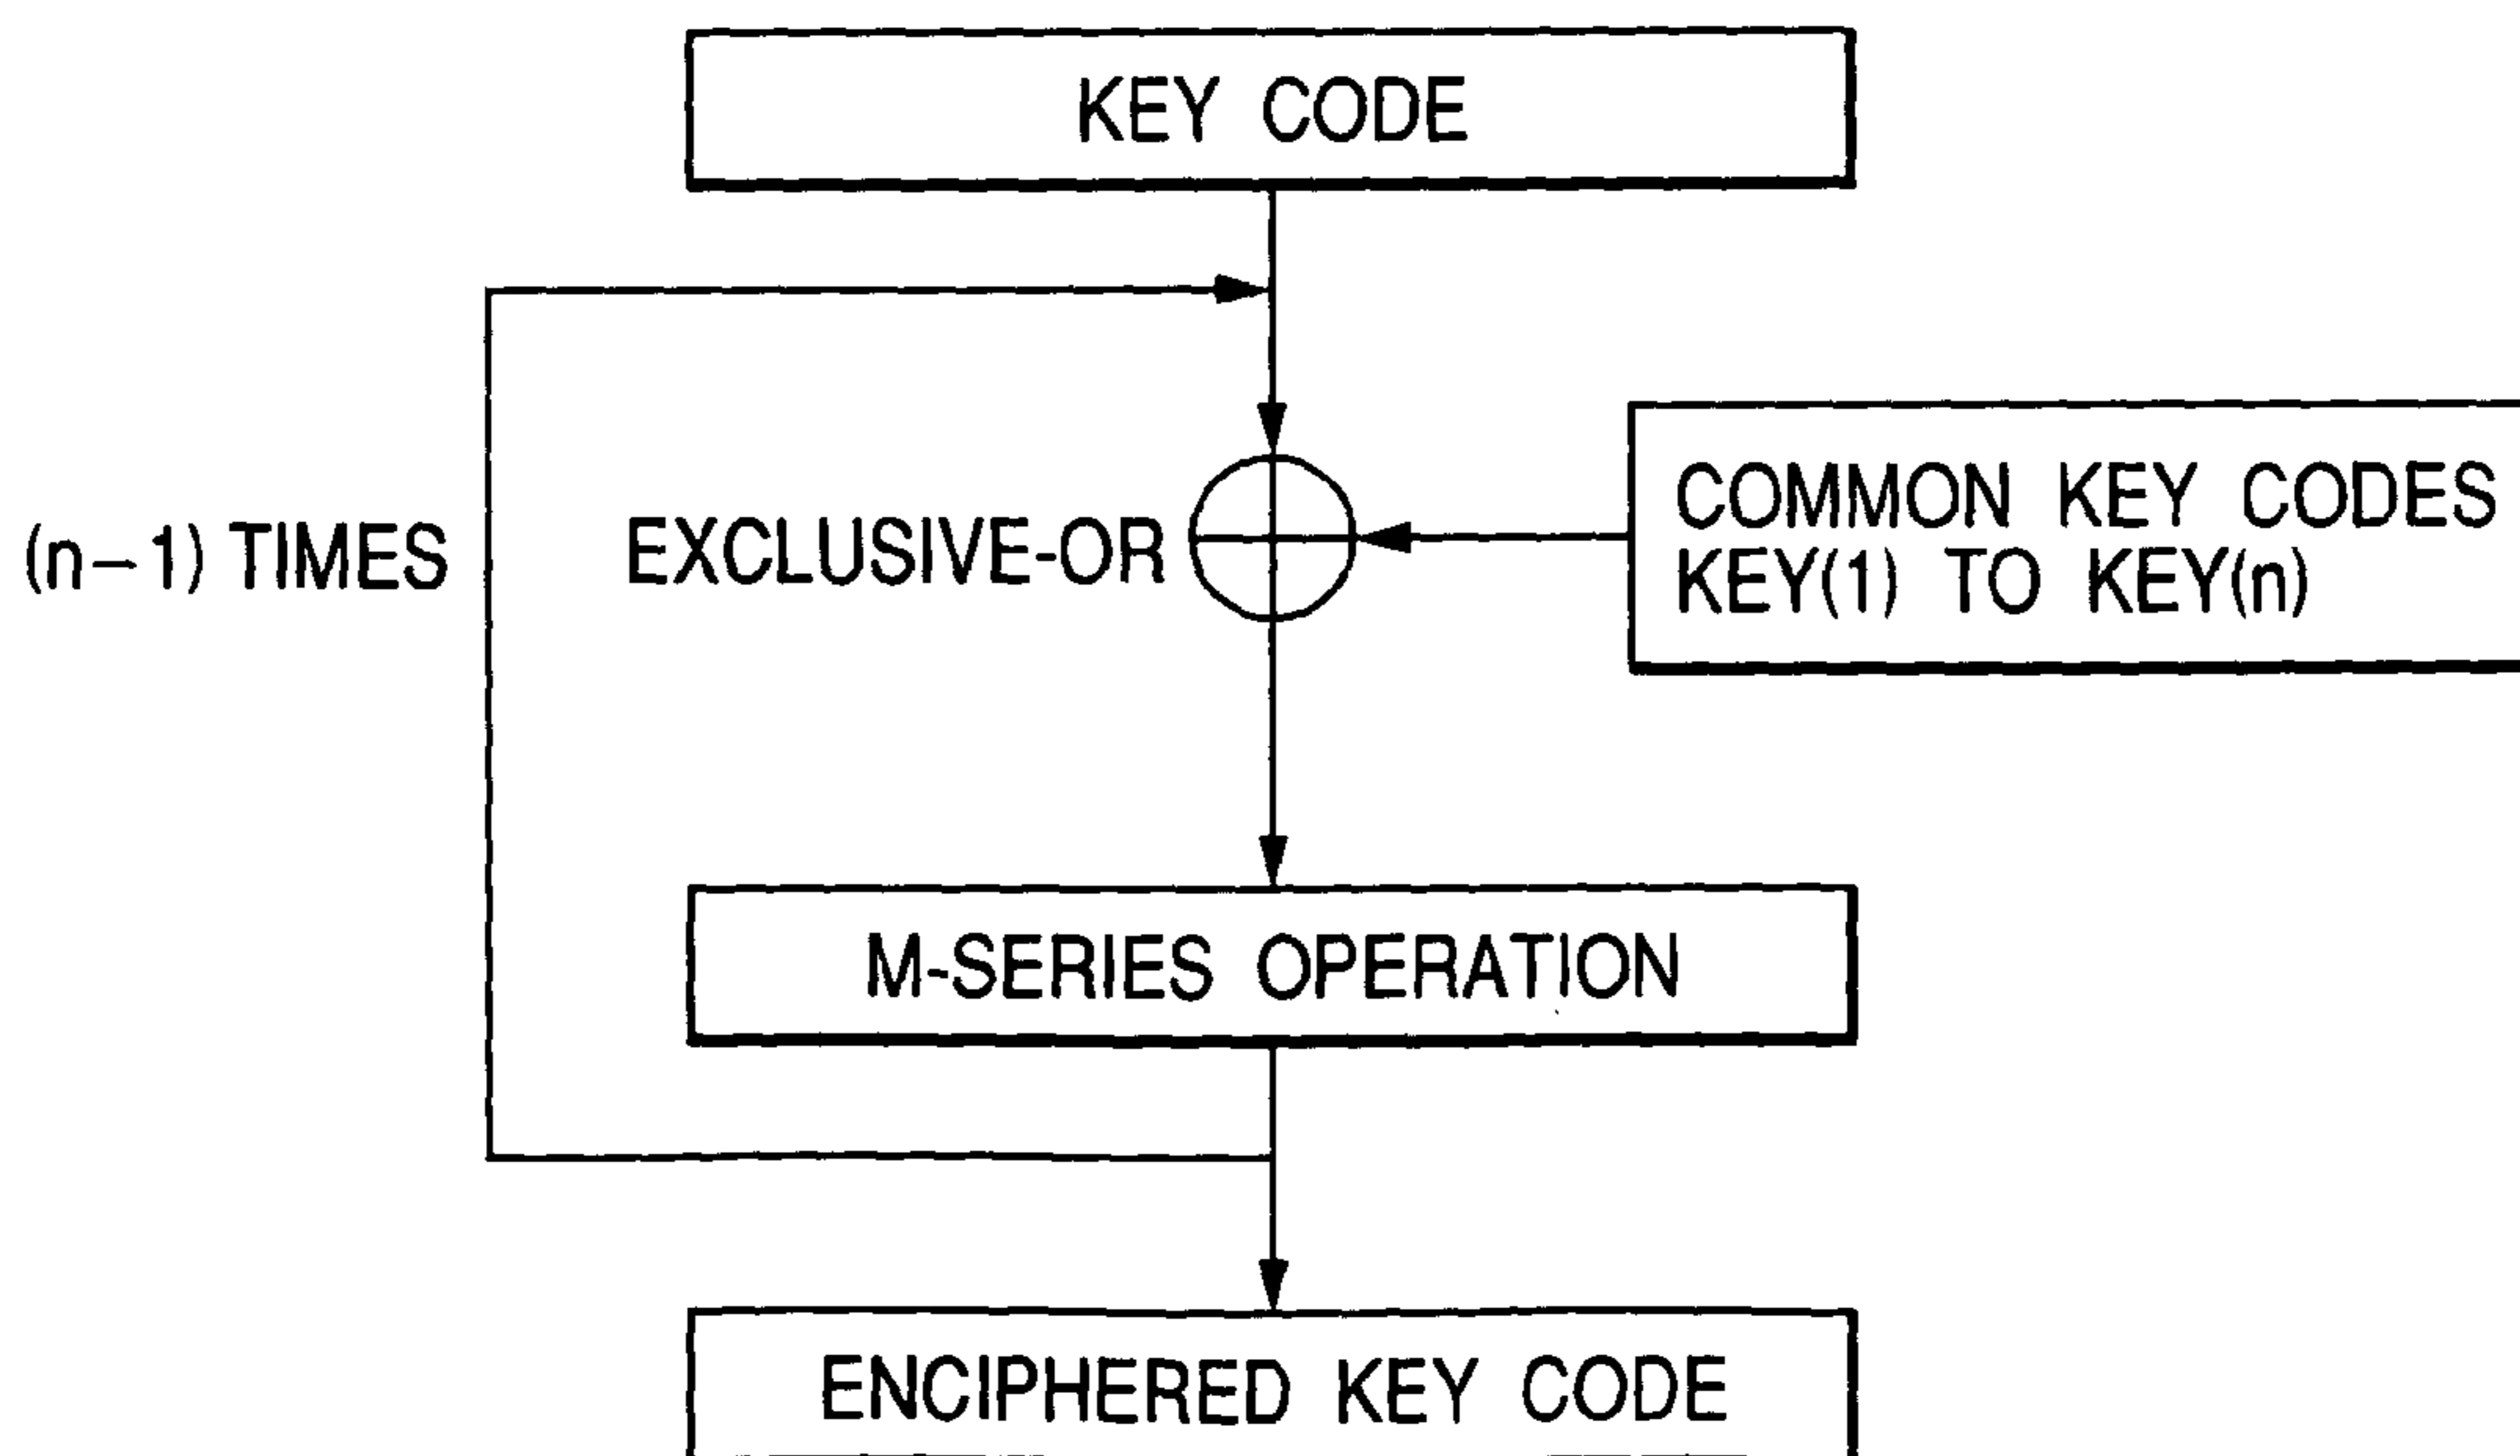 KEY CODE
COMMON KEY CODES
KEY(1) TO KEY(n)
(n−1) TIMES
EXCLUSIVE-OR
M-SERIES OPERATION
ENCIPHERED KEY CODE